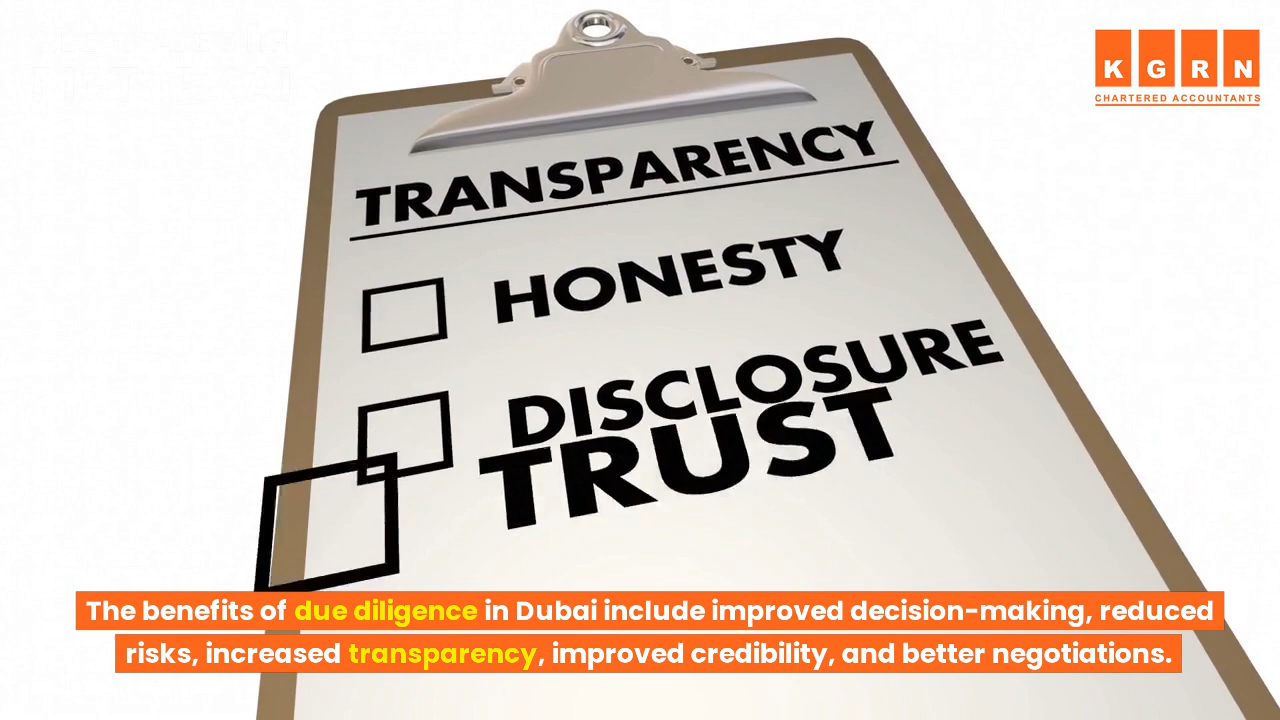 KGRN
CHARTERED ACCOUNTANTS
TRANSPARENCY
HONESTY
DISCLOSURE
TRUST
The benefits of due diligence in Dubai include improved decision-making, reduced
risks, increased transparency, improved credibility, and better negotiations.